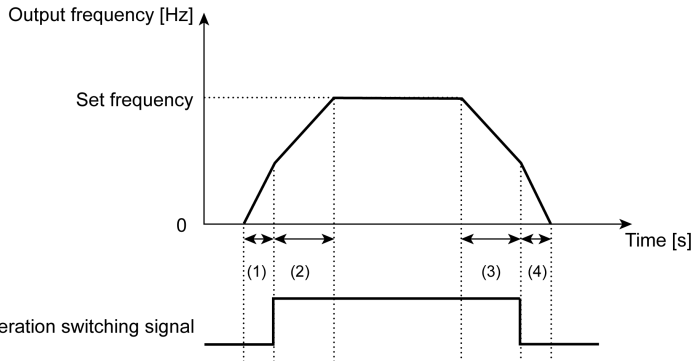 Output frequency [Hz]
Set frequency
0
Time [s]
(1) (2) (3) (4)
eration switching signal